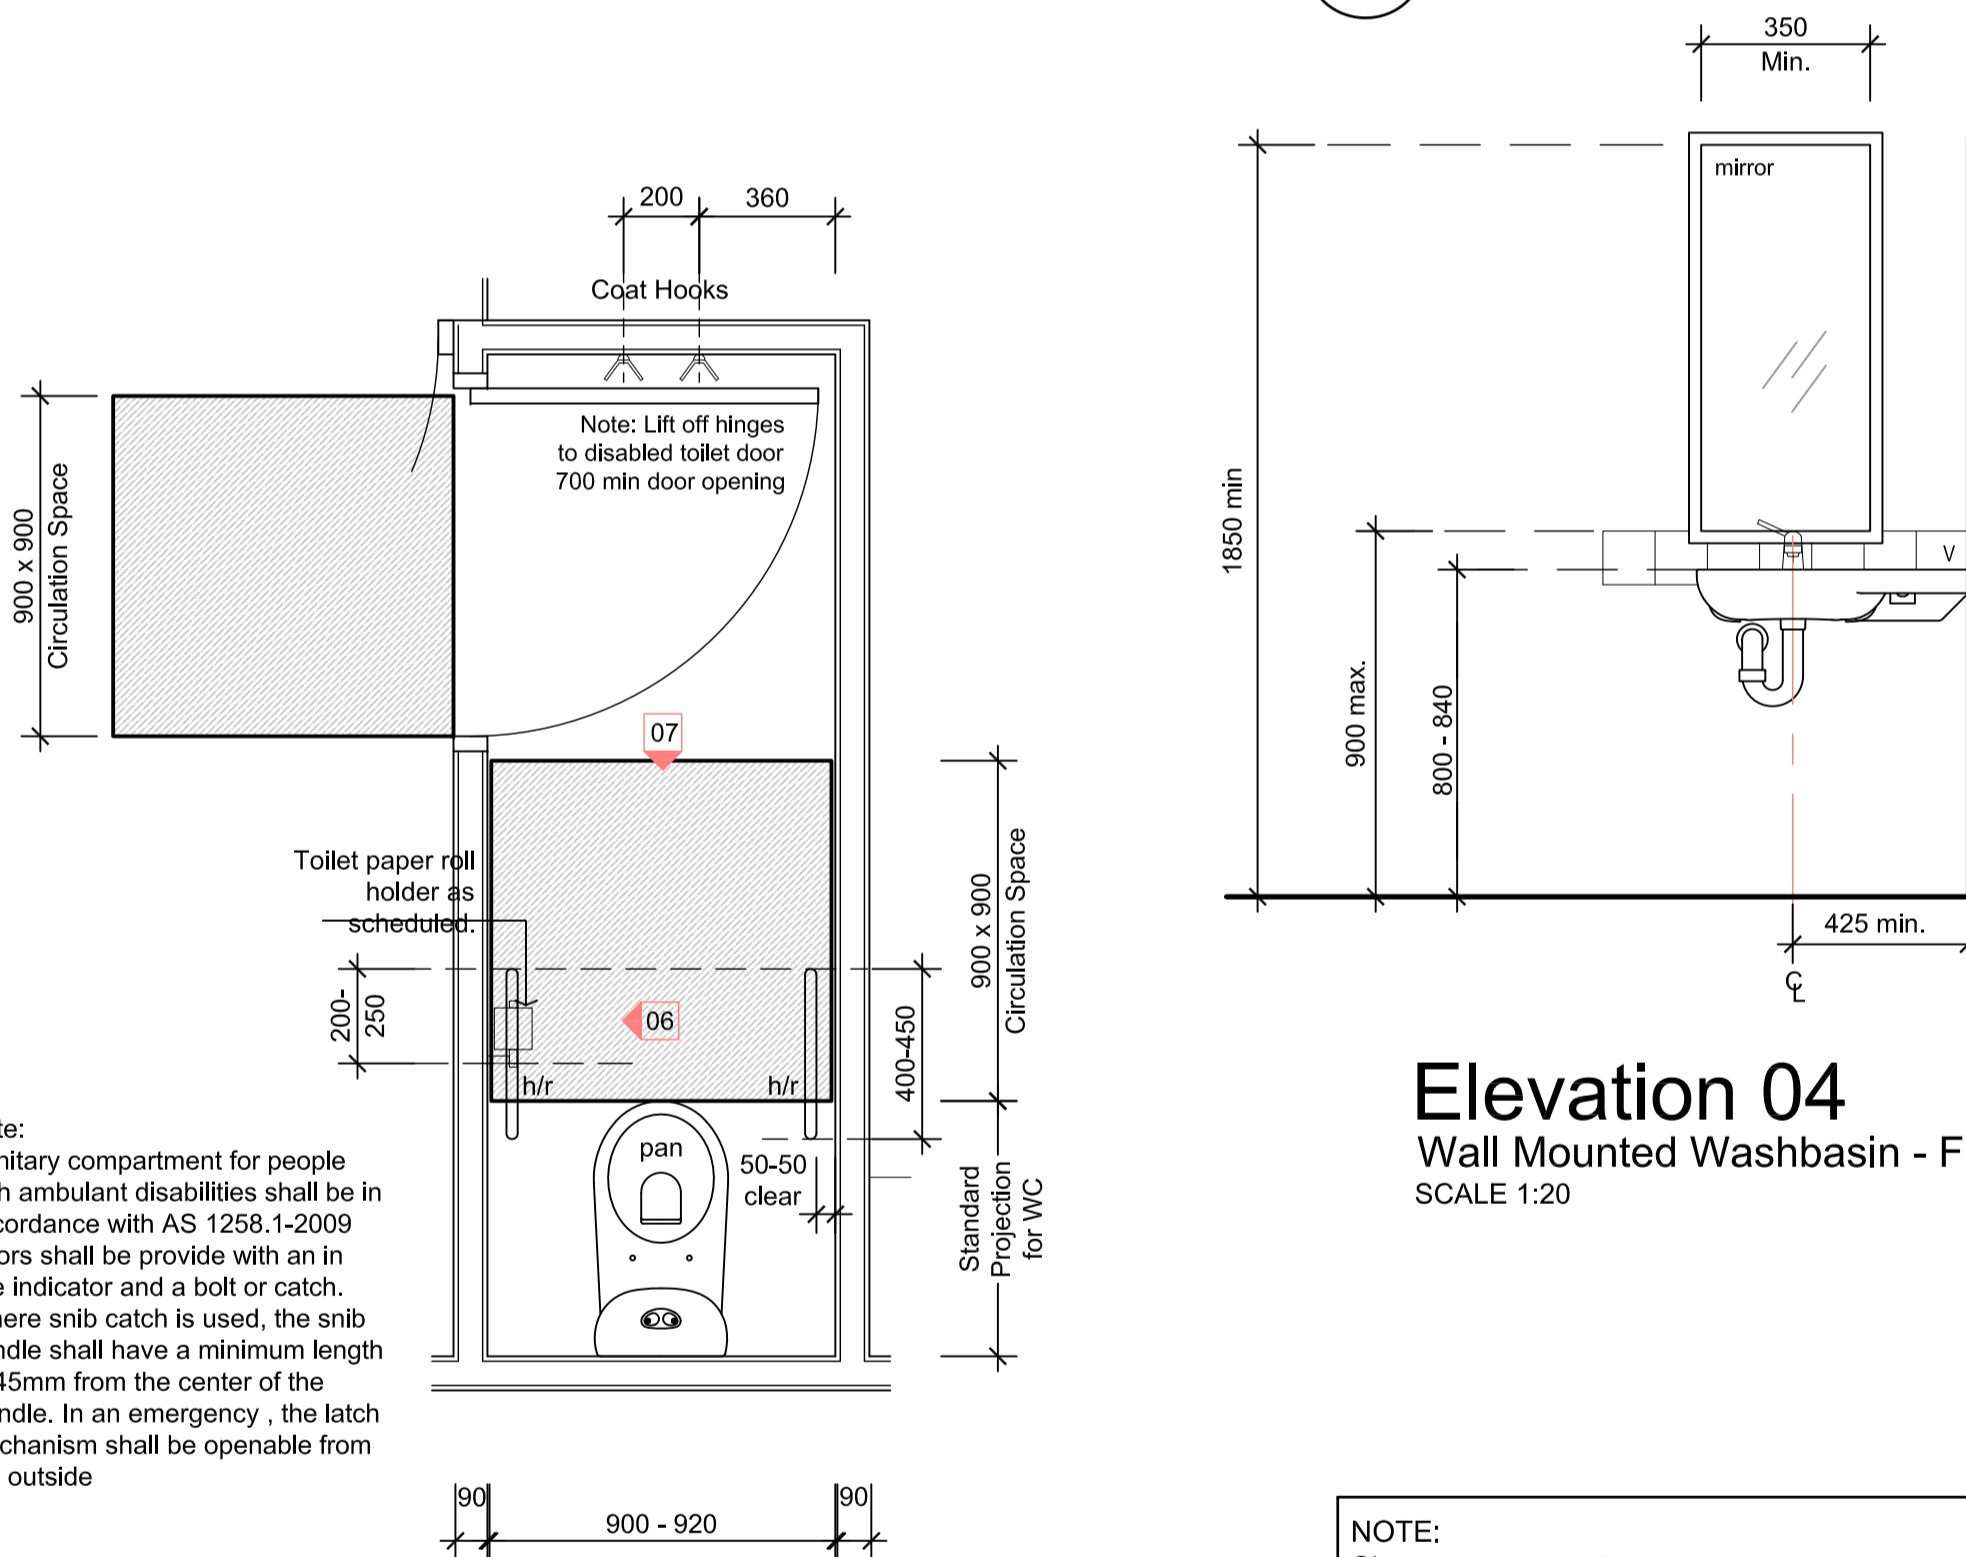 350
Min.
mirror
1850 min
900 max.
800 - 840
V
425 min.
CL
Elevation 04
Wall Mounted Washbasin - F
SCALE 1:20
NOTE:
200
360
Coat Hooks
Note: Lift off hinges
to disabled toilet door
700 min door opening
900 x 900
Circulation Space
07
Toilet paper roll
holder as
scheduled.
200-
250
06
h/r
h/r
400-450
900 x 900
Circulation Space
pan
50-50
clear
Standard
Projection
for WC
te:
nitary compartment for people
h ambulant disabilities shall be in
cordance with AS 1258.1-2009
ors shall be provide with an in
e indicator and a bolt or catch.
here snib catch is used, the snib
ndle shall have a minimum length
45mm from the center of the
ndle. In an emergency , the latch
chanism shall be openable from
outside
90
900 - 920
90